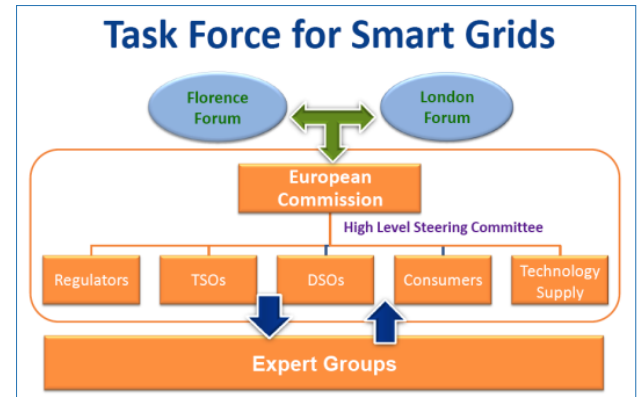 Task Force for Smart Grids
Florence
Forum
London
Forum
European
Commission
High Level Steering Committee
Regulators
TSOs
DSOs
Consumers
Technology
Supply
Expert Groups